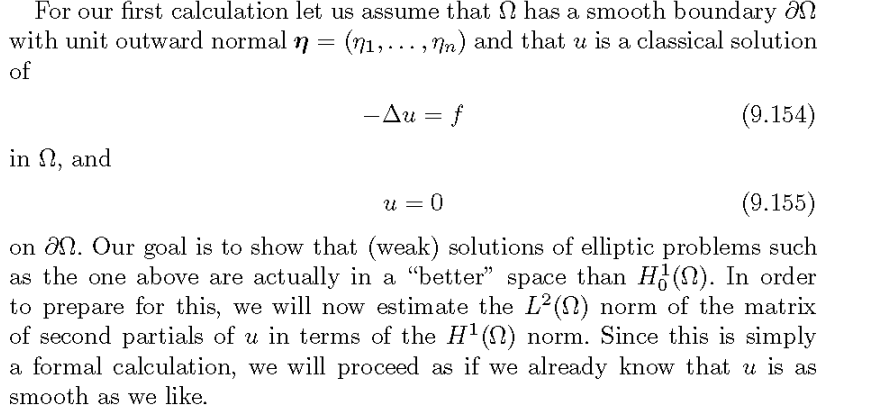 For our first calculation let us assume that Ω has a smooth boundary ∂Ω
with unit outward normal η = (η₁, . . . , ηₙ) and that u is a classical solution
of
−Δu = f (9.154)
in Ω, and
u = 0 (9.155)
on ∂Ω. Our goal is to show that (weak) solutions of elliptic problems such
as the one above are actually in a “better” space than H₀¹(Ω). In order
to prepare for this, we will now estimate the L²(Ω) norm of the matrix
of second partials of u in terms of the H¹(Ω) norm. Since this is simply
a formal calculation, we will proceed as if we already know that u is as
smooth as we like.